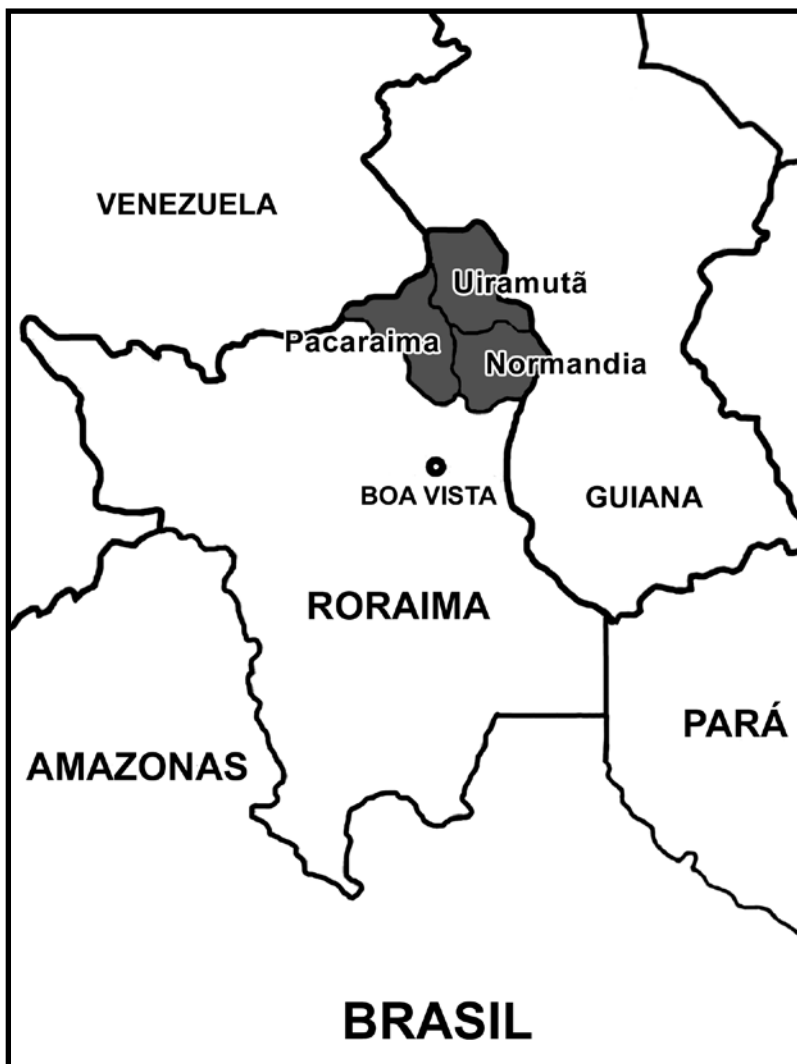 VENEZUELA
Uiramutã
Pacaraima
Normandia
BOA VISTA
GUIANA
RORAIMA
PARÁ
AMAZONAS
BRASIL